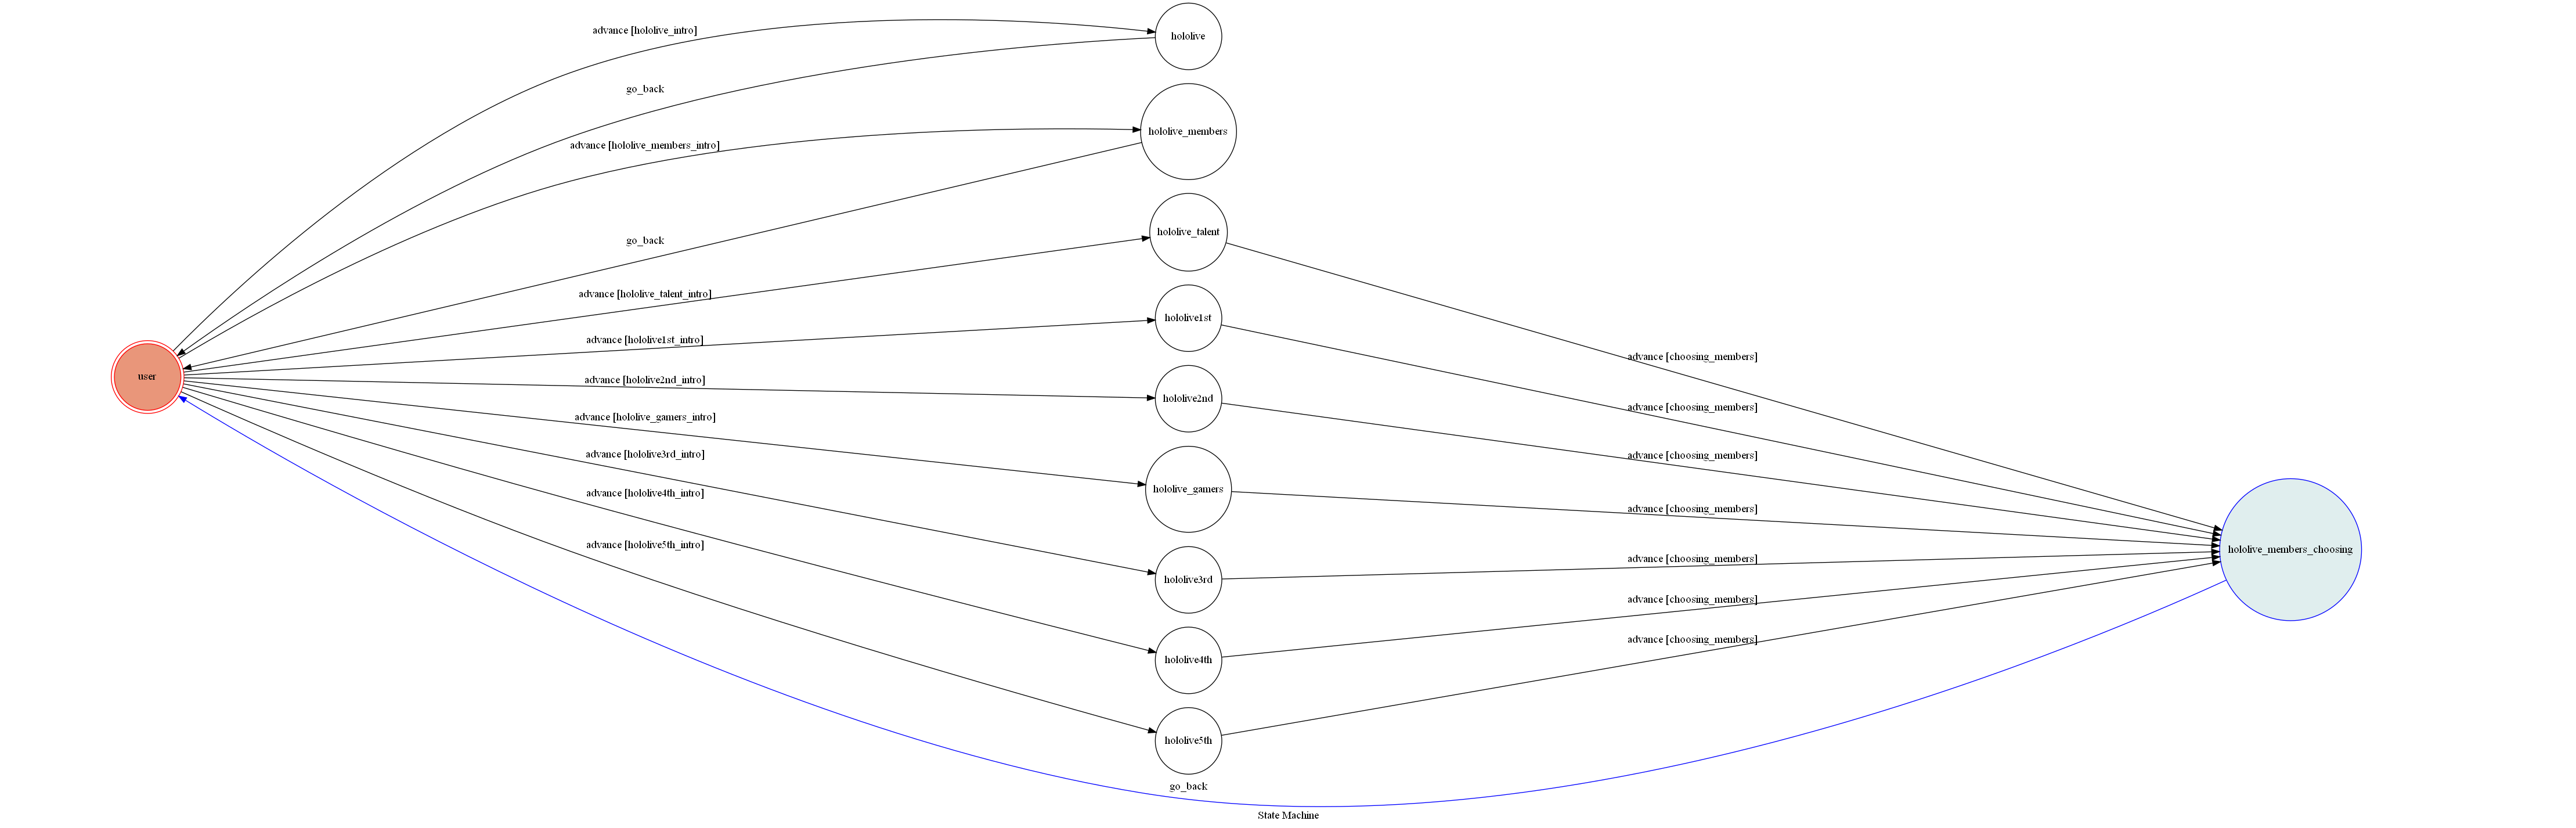 advance [hololive_intro]
hololive
go_back
hololive_members
advance [hololive_members_intro]
hololive_talent
go_back
advance [hololive_talent_intro]
hololive1st
advance [hololive1st_intro]
advance [choosing_members]
user
advance [hololive2nd_intro]
hololive2nd
advance [choosing_members]
advance [hololive_gamers_intro]
advance [hololive3rd_intro]
advance [choosing_members]
hololive_gamers
advance [hololive4th_intro]
advance [choosing_members]
advance [hololive5th_intro]
hololive_members_choosing
advance [choosing_members]
hololive3rd
advance [choosing_members]
advance [choosing_members]
hololive4th
hololive5th
go_back
State Machine